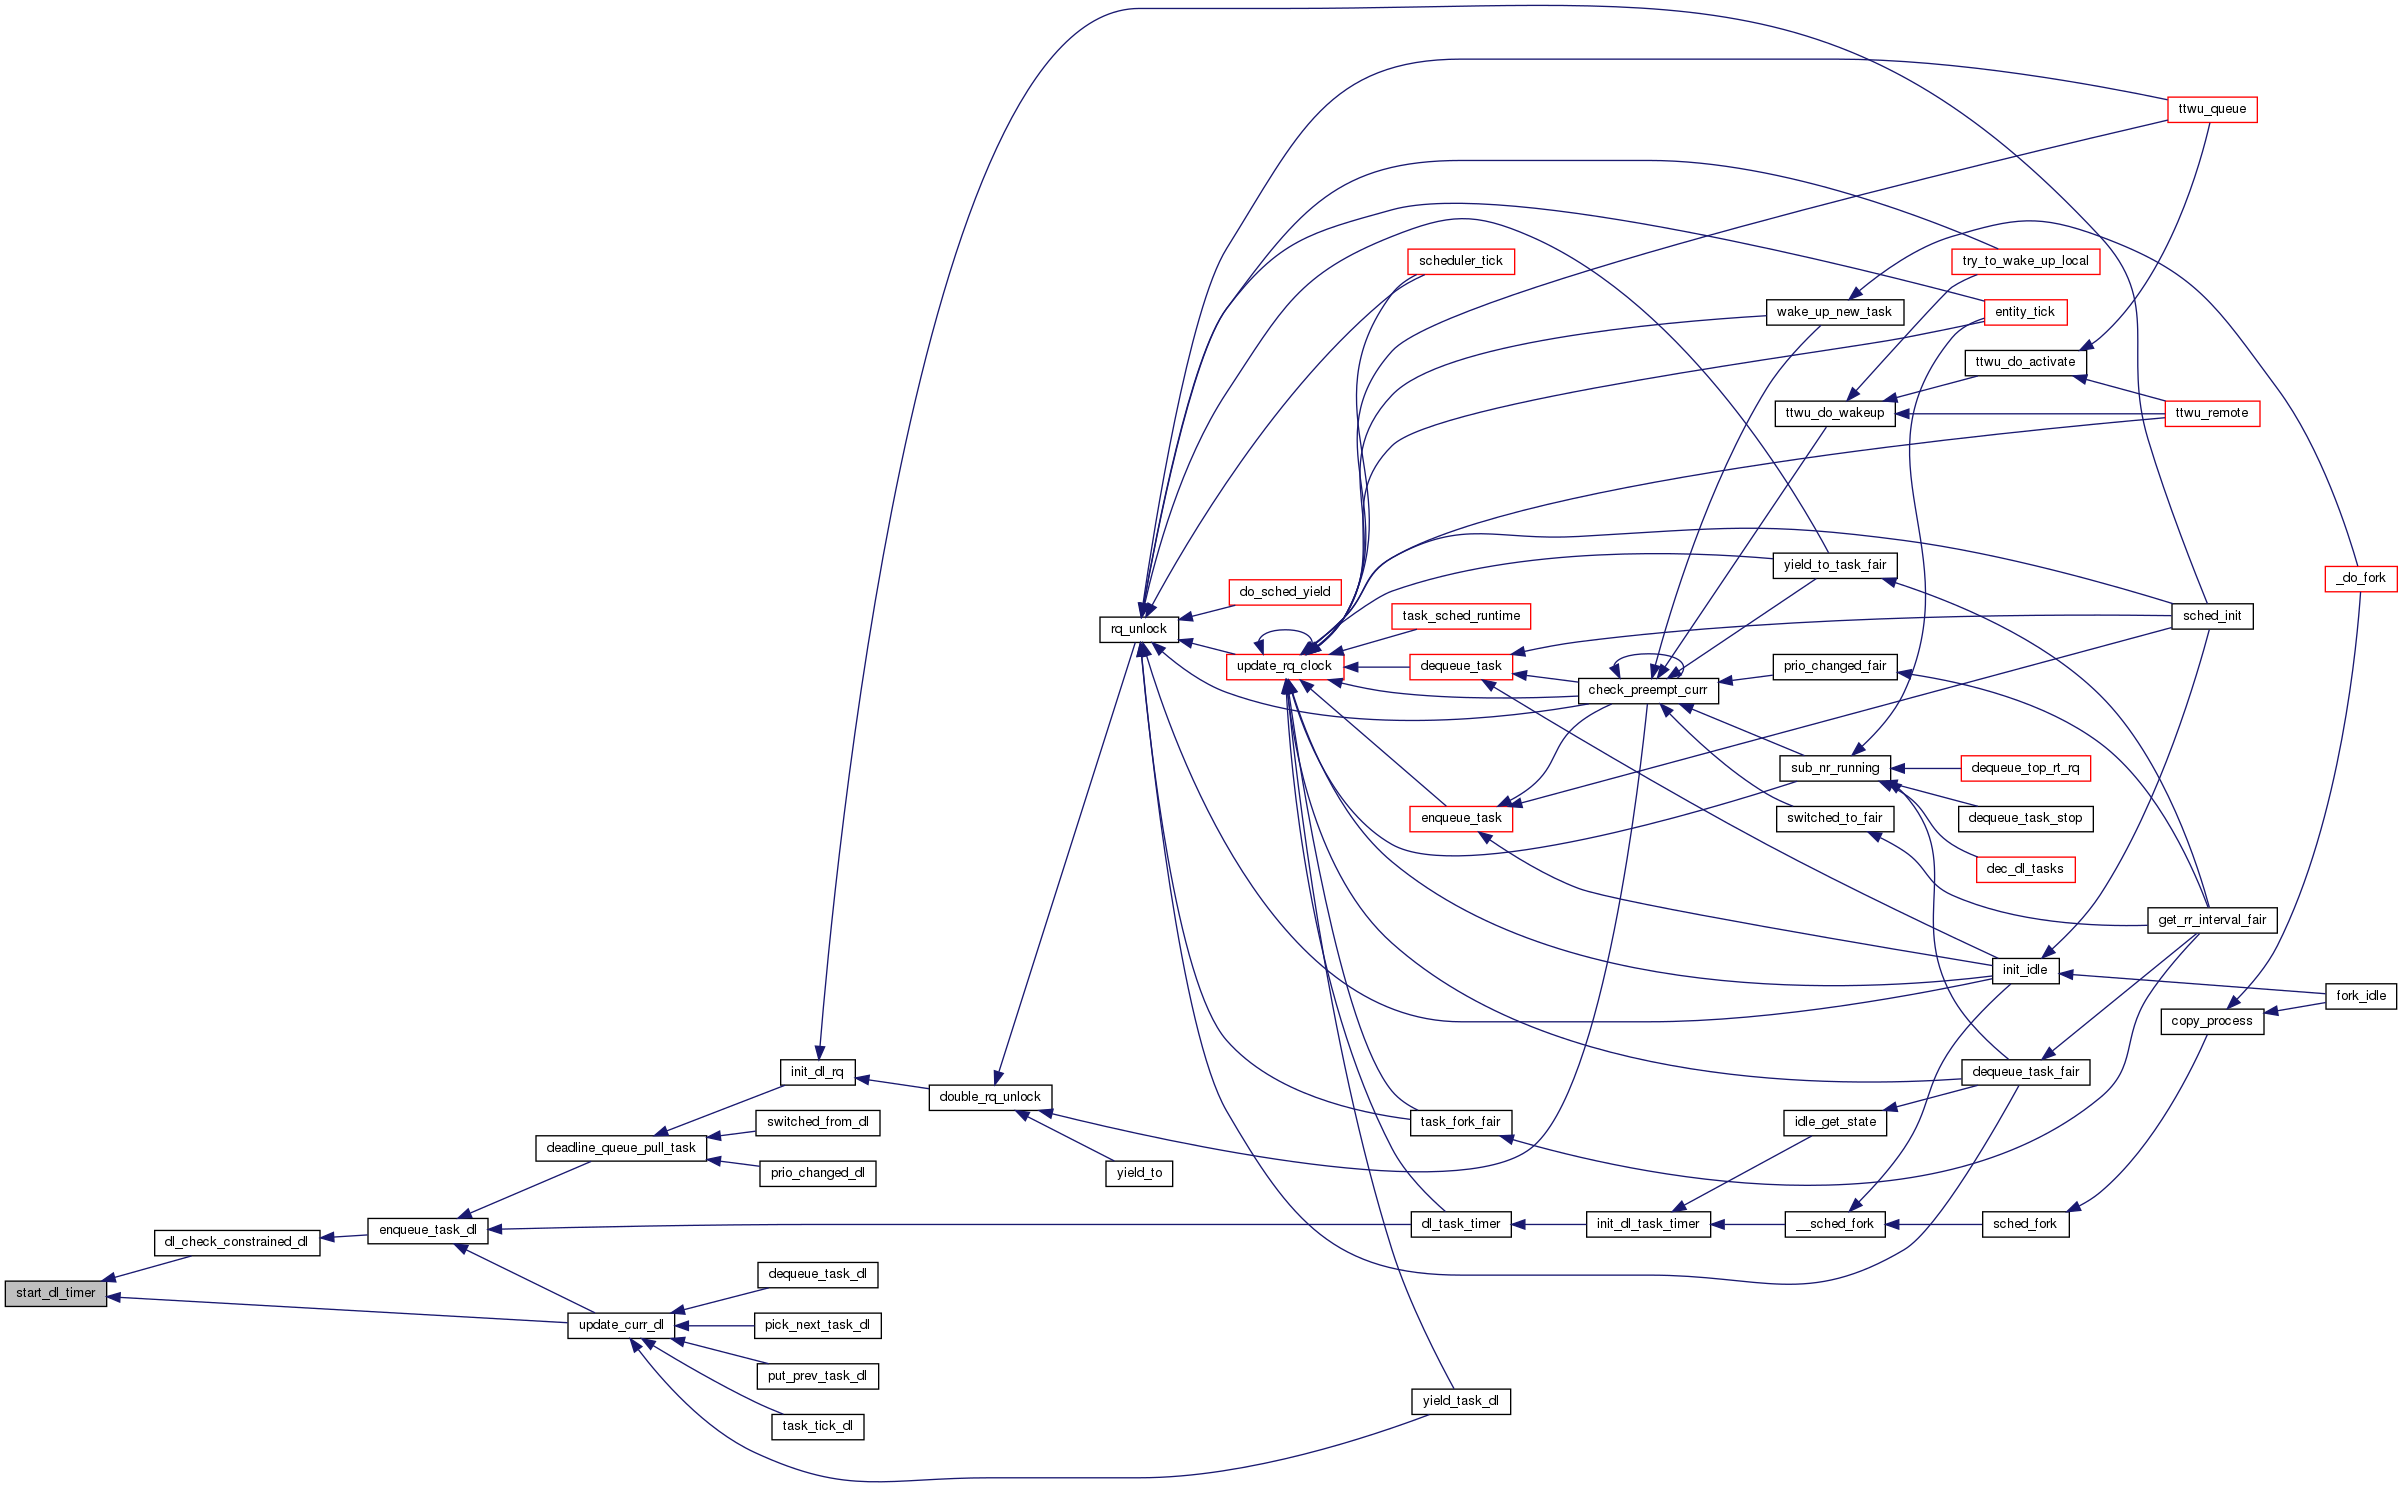 start_dl_timer
dl_check_constrained_dl
enqueue_task_dl
deadline_queue_pull_task
update_curr_dl
init_dl_rq
switched_from_dl
prio_changed_dl
dequeue_task_dl
pick_next_task_dl
put_prev_task_dl
task_tick_dl
double_rq_unlock
rq_unlock
yield_to
do_sched_yield
update_rq_clock
scheduler_tick
task_sched_runtime
dequeue_task
enqueue_task
task_fork_fair
dl_task_timer
yield_task_dl
check_preempt_curr
init_dl_task_timer
wake_up_new_task
ttwu_do_wakeup
yield_to_task_fair
prio_changed_fair
sub_nr_running
switched_to_fair
idle_get_state
__sched_fork
try_to_wake_up_local
entity_tick
ttwu_do_activate
dequeue_top_rt_rq
dequeue_task_stop
dec_dl_tasks
init_idle
dequeue_task_fair
sched_fork
ttwu_queue
ttwu_remote
sched_init
get_rr_interval_fair
copy_process
_do_fork
fork_idle